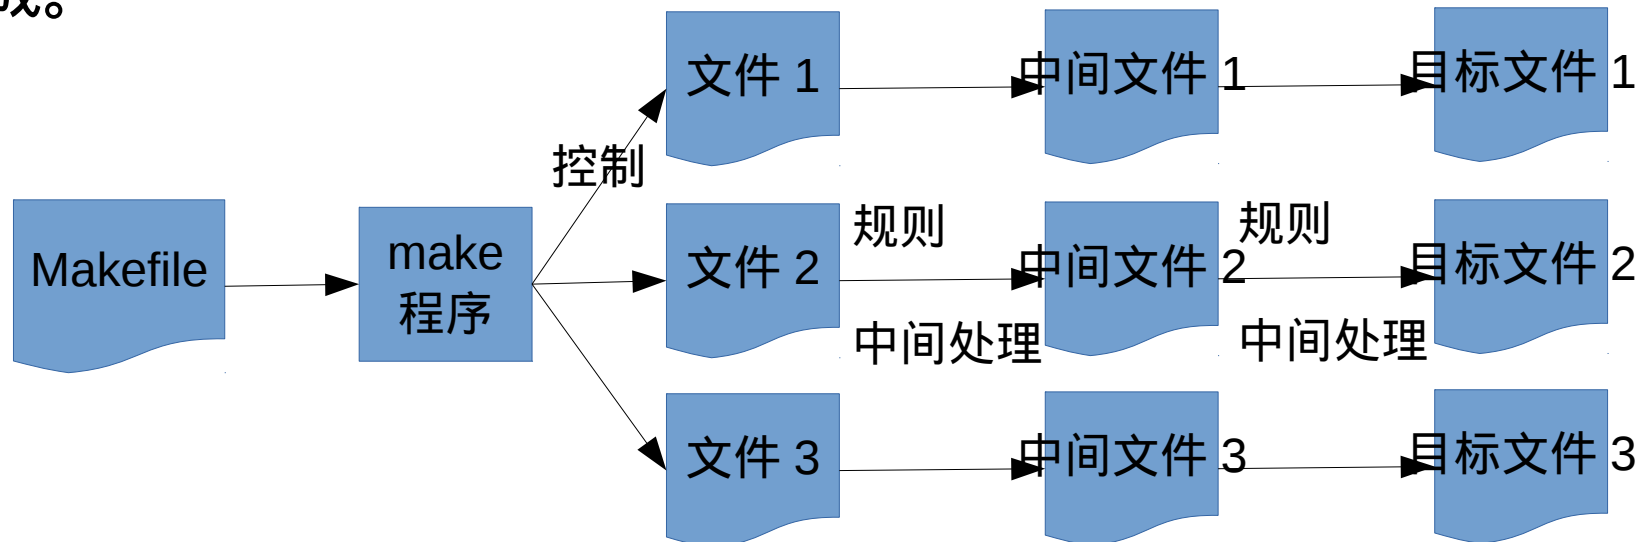 成。
文件 1
中间文件 1
目标文件 1
控制
Makefile
make
程序
文件 2
规则
中间文件 2
规则
目标文件 2
中间处理
中间处理
文件 3
中间文件 3
目标文件 3